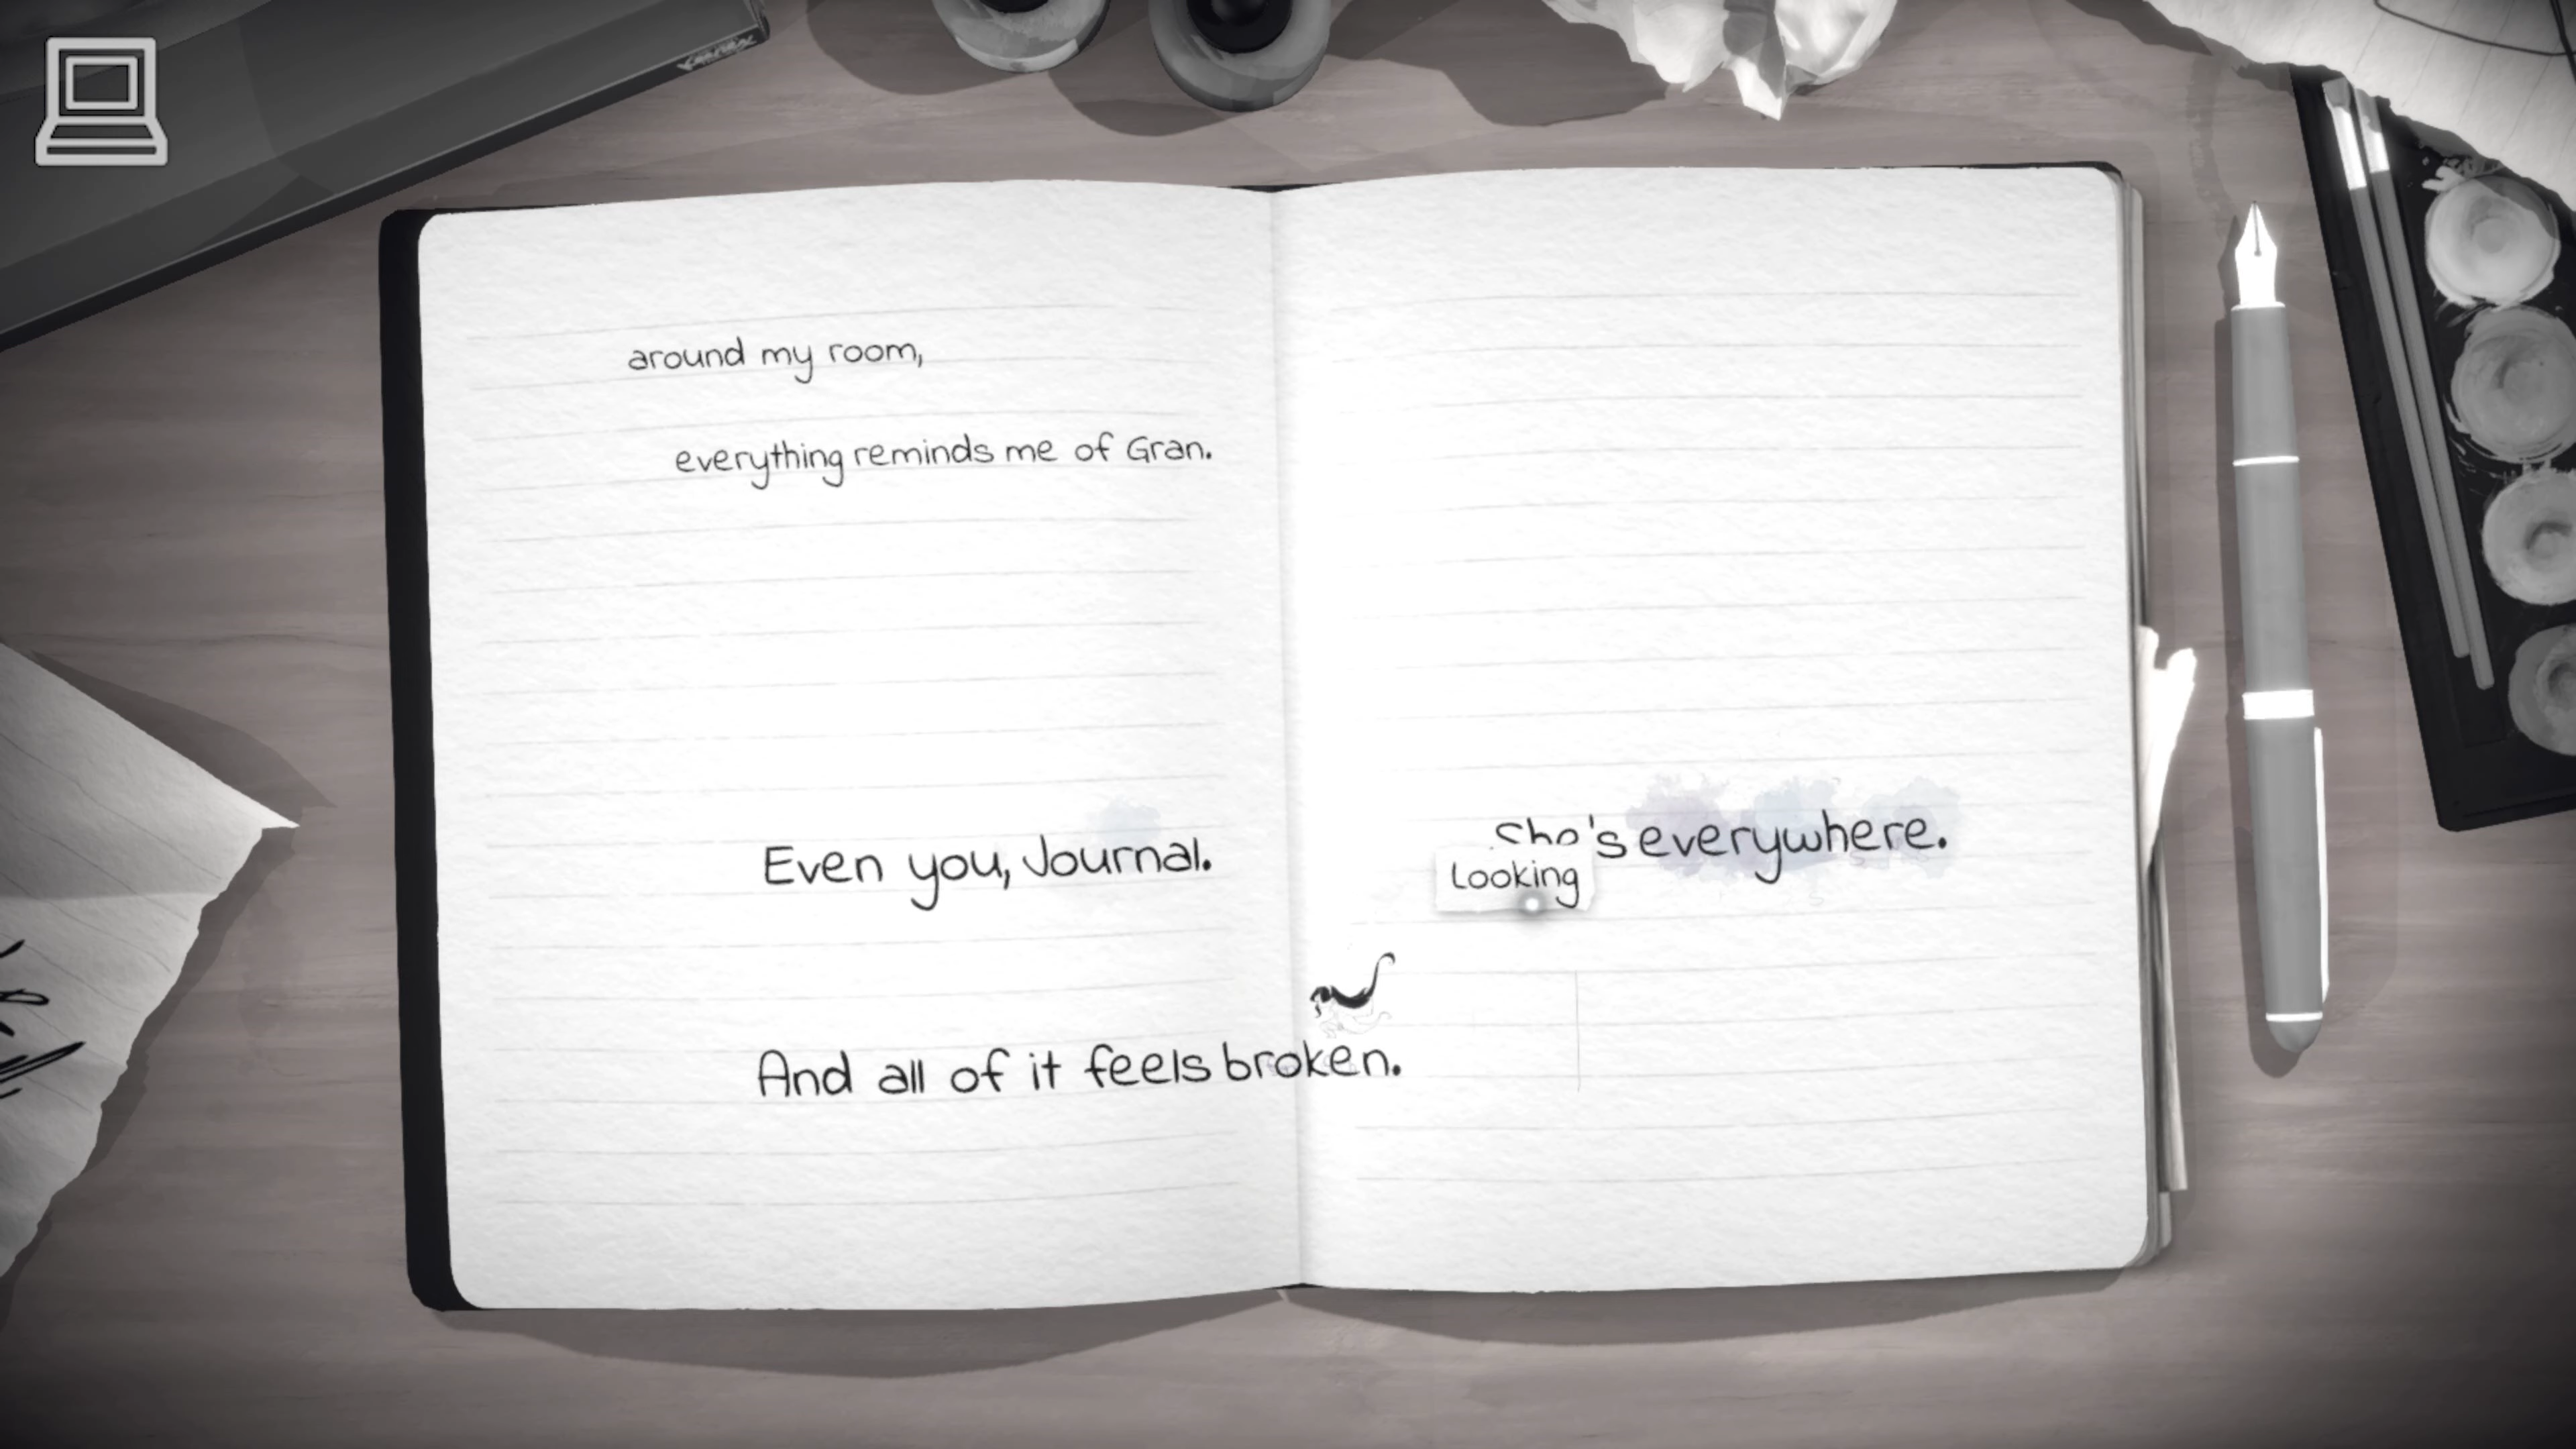 around my room,
everything reminds me of Gran.
Even you, Journal.
She's everywhere.
Looking
And all of it feels broken.